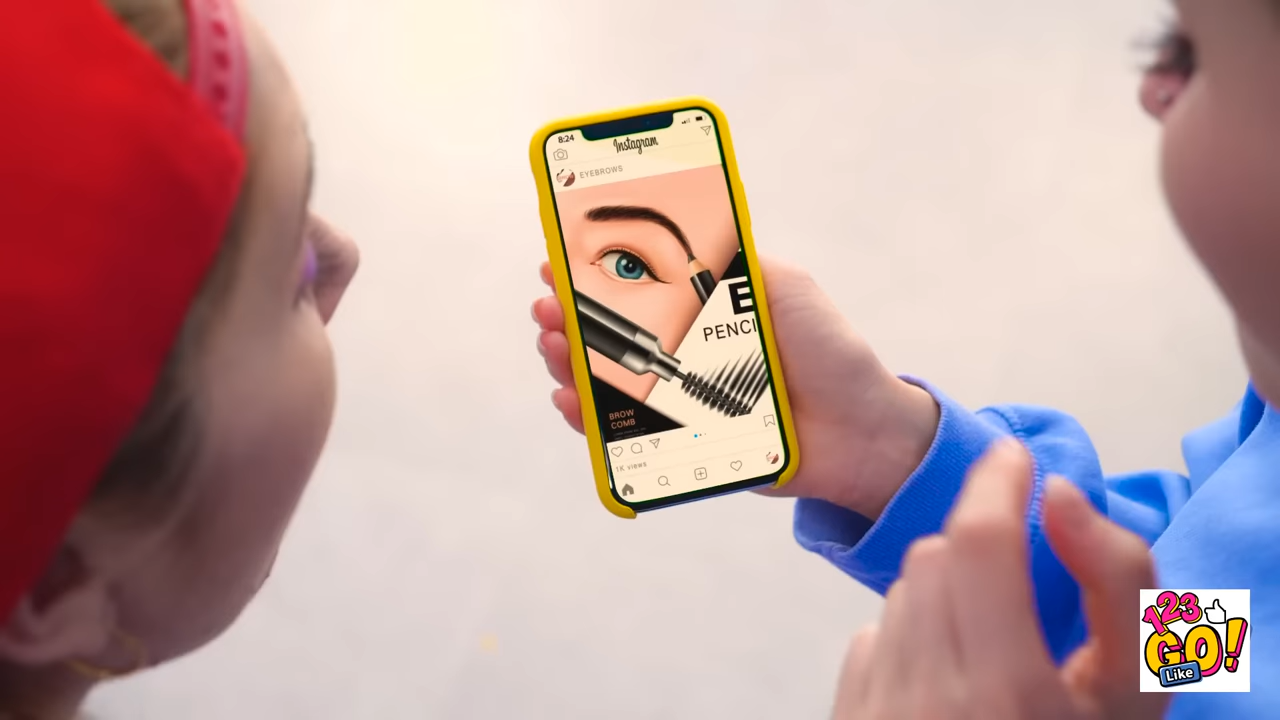 8:24
Instagram
EYEBROWS
E
PENCI
BROW
COMB
1K views
123
GO!
Like